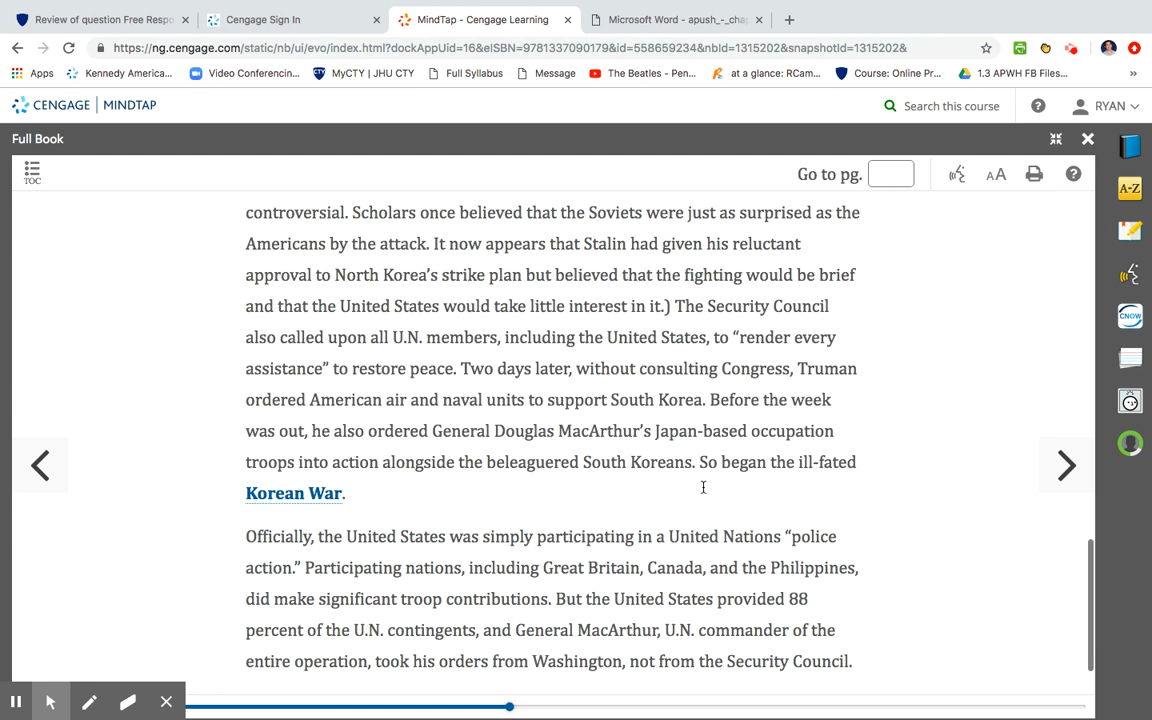 Review of question Free Respo
Cengage Sign In
MindTap - Cengage Learning
Microsoft Word - apush_-_cha
https://ng.cengage.com/static/nb/ui/evo/index.html?dockAppUid=16&eISBN=9781337090179&id=558659234&nbId=1315202&snapshotId=1315202&
Apps
Kennedy America...
Video Conferencin...
MyCTY | JHU CTY
Full Syllabus
Message
The Beatles - Pen...
at a glance: RCam...
Course: Online Pr...
1.3 APWH FB Files...
»
CENGAGE | MINDTAP
Search this course
RYAN
Full Book
TOC
Go to pg.
AA
A-Z
CNOW
controversial. Scholars once believed that the Soviets were just as surprised as the
Americans by the attack. It now appears that Stalin had given his reluctant
approval to North Korea’s strike plan but believed that the fighting would be brief
and that the United States would take little interest in it.) The Security Council
also called upon all U.N. members, including the United States, to “render every
assistance” to restore peace. Two days later, without consulting Congress, Truman
ordered American air and naval units to support South Korea. Before the week
was out, he also ordered General Douglas MacArthur’s Japan-based occupation
troops into action alongside the beleaguered South Koreans. So began the ill-fated
Korean War.
Officially, the United States was simply participating in a United Nations “police
action.” Participating nations, including Great Britain, Canada, and the Philippines,
did make significant troop contributions. But the United States provided 88
percent of the U.N. contingents, and General MacArthur, U.N. commander of the
entire operation, took his orders from Washington, not from the Security Council.